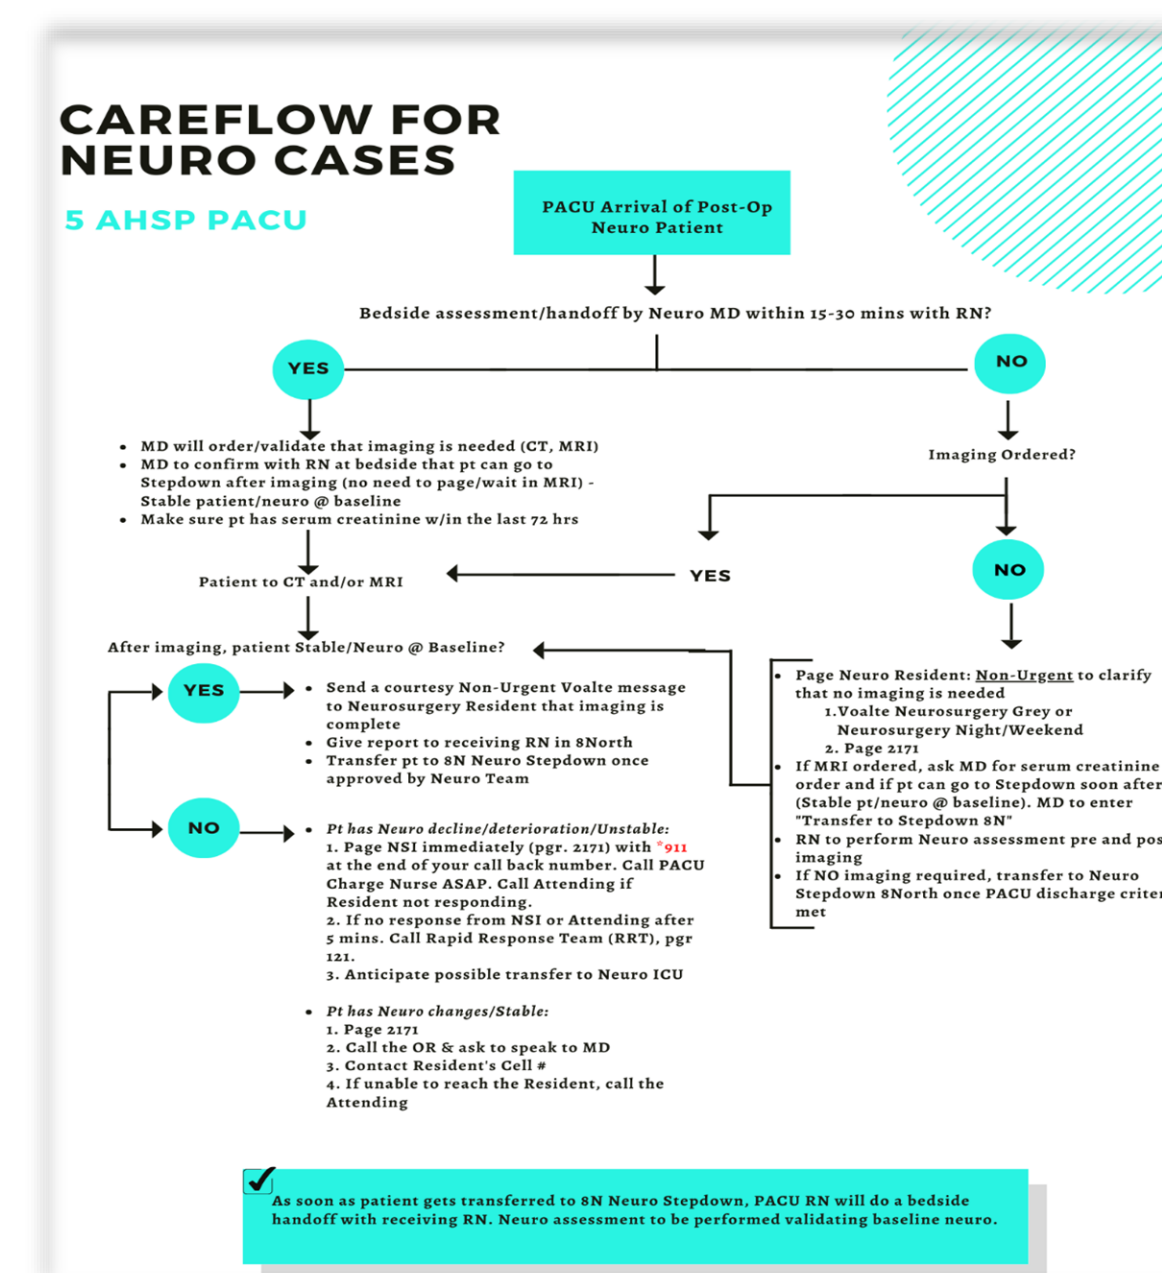 CAREFLOW FOR
NEURO CASES
5 AHSP PACU
PACU Arrival of Post-Op
Neuro Patient
Bedside assessment/handoff by Neuro MD within 15-30 mins with RN?
YES
NO
• MD will order/validate that imaging is needed (CT, MRI)
• MD to confirm with RN at bedside that pt can go to
Stepdown after imaging (no need to page/wait in MRI) -
Stable patient/neuro @ baseline
• Make sure pt has serum creatinine w/in the last 72 hrs
Imaging Ordered?
Patient to CT and/or MRI
YES
NO
After imaging, patient Stable/Neuro @ Baseline?
YES
• Send a courtesy Non-Urgent Voalte message
to Neurosurgery Resident that imaging is
complete
• Give report to receiving RN in 8North
• Transfer pt to 8N Neuro Stepdown once
approved by Neuro Team
NO
• Pt has Neuro decline/deterioration/Unstable:
1. Page NSI immediately (pgr. 2171) with *911
at the end of your call back number. Call PACU
Charge Nurse ASAP. Call Attending if
Resident not responding.
2. If no response from NSI or Attending after
5 mins. Call Rapid Response Team (RRT), pgr
121.
3. Anticipate possible transfer to Neuro ICU
• Pt has Neuro changes/Stable:
1. Page 2171
2. Call the OR & ask to speak to MD
3. Contact Resident's Cell #
4. If unable to reach the Resident, call the
Attending
• Page Neuro Resident: Non-Urgent to clarify
that no imaging is needed
1.Voalte Neurosurgery Grey or
Neurosurgery Night/Weekend
2. Page 2171
• If MRI ordered, ask MD for serum creatinine
order and if pt can go to Stepdown soon after
(Stable pt/neuro @ baseline). MD to enter
"Transfer to Stepdown 8N"
• RN to perform Neuro assessment pre and pos
imaging
• If NO imaging required, transfer to Neuro
Stepdown 8North once PACU discharge criter
met
As soon as patient gets transferred to 8N Neuro Stepdown, PACU RN will do a bedside
handoff with receiving RN. Neuro assessment to be performed validating baseline neuro.